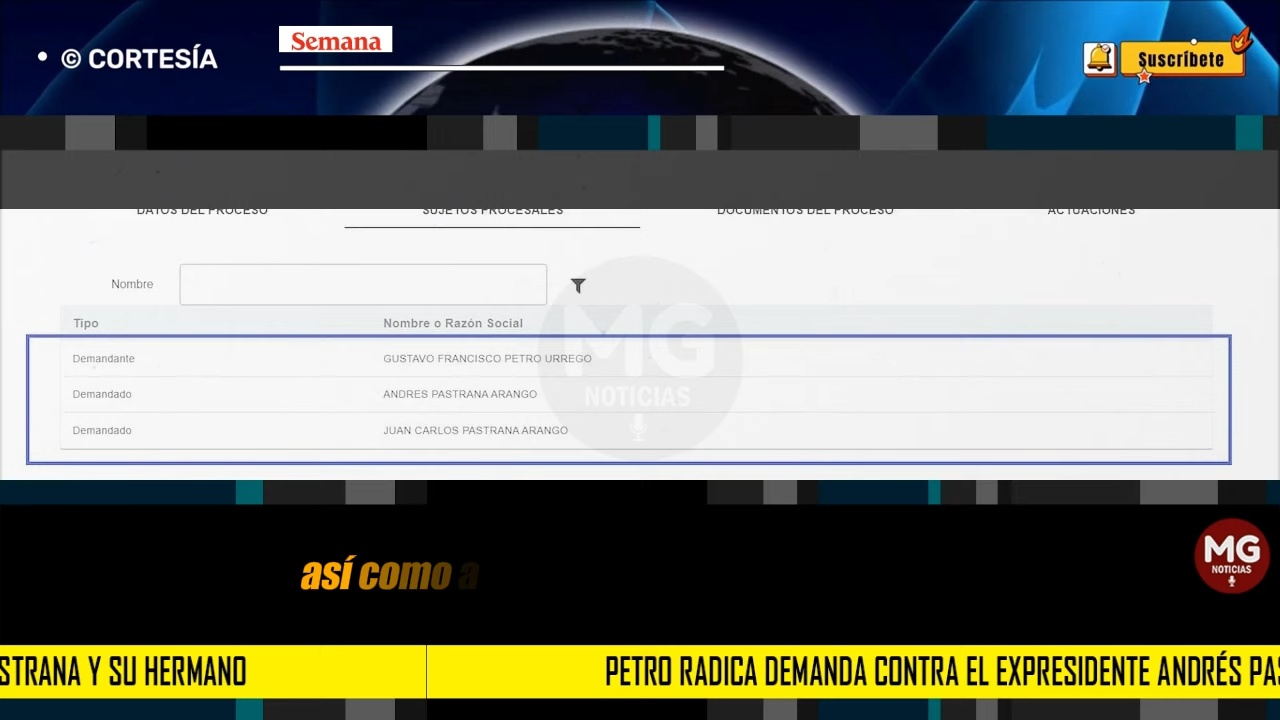 © CORTESÍA
Semana
Suscríbete
DATOS DEL PROCESO
SUJETOS PROCESALES
DOCUMENTOS DEL PROCESO
ACTUACIONES
Nombre
Tipo
Nombre o Razón Social
Demandante
GUSTAVO FRANCISCO PETRO URREGO
Demandado
ANDRES PASTRANA ARANGO
Demandado
JUAN CARLOS PASTRANA ARANGO
MG
NOTICIAS
así como a
MG
NOTICIAS
STRANA Y SU HERMANO
PETRO RADICA DEMANDA CONTRA EL EXPRESIDENTE ANDRÉS PAS